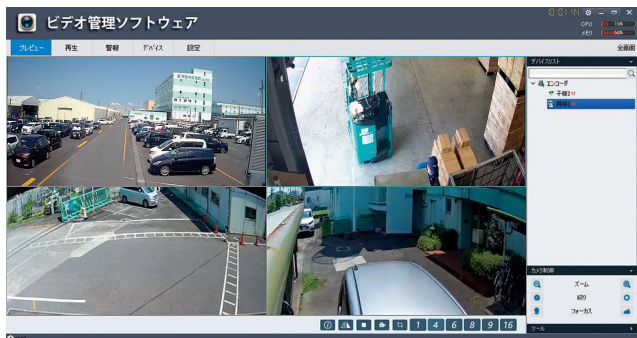 ビデオ管理ソフトウェア
CPU
メモリ
プレビュー 再生 警報 デバイス 設定
全画面
デバイスリスト
エンコーダ
子機2
カメラ制御
ズーム
絞り
フォーカス
ツール
1 4 6 8 9 16